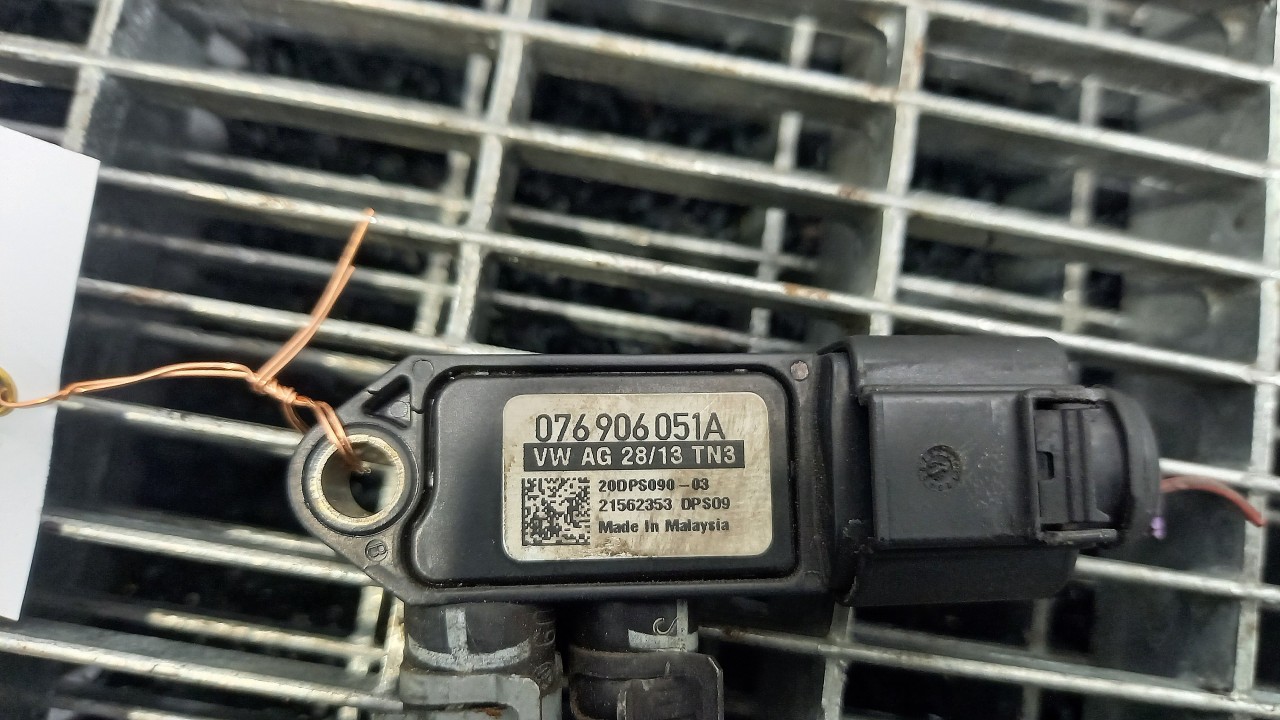 076 906 051A
VW AG 28/13 TN3
20DPS090-03
21562353 DPS09
Made In Malaysia